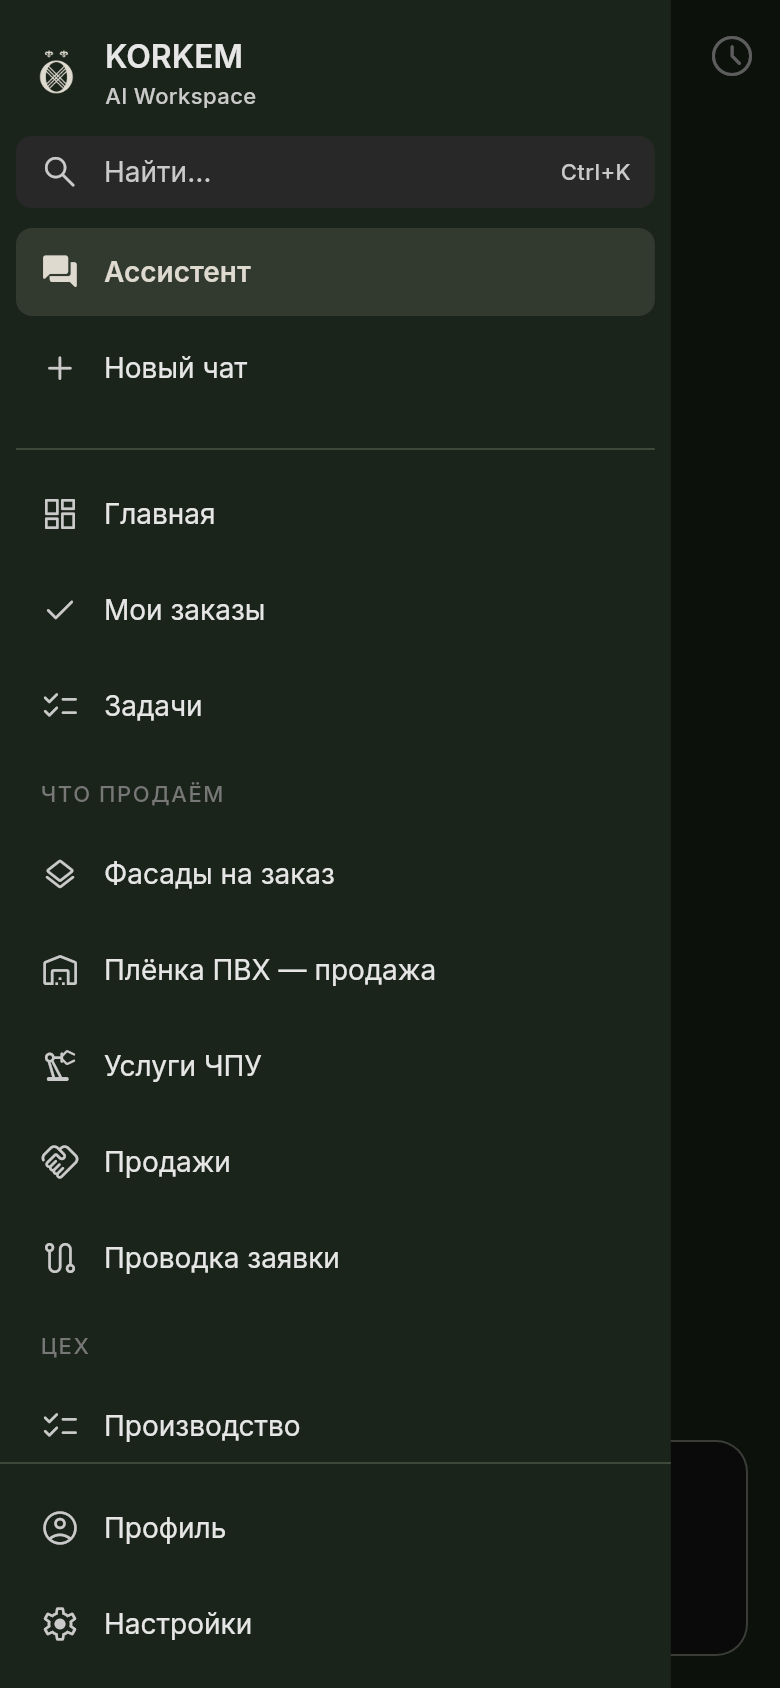 KORKEM
AI Workspace
Найти...
Ctrl+K
Ассистент
Новый чат
Главная
Мои заказы
Задачи
ЧТО ПРОДАЁМ
Фасады на заказ
Плёнка ПВХ — продажа
Услуги ЧПУ
Продажи
Проводка заявки
ЦЕХ
Производство
Профиль
Настройки